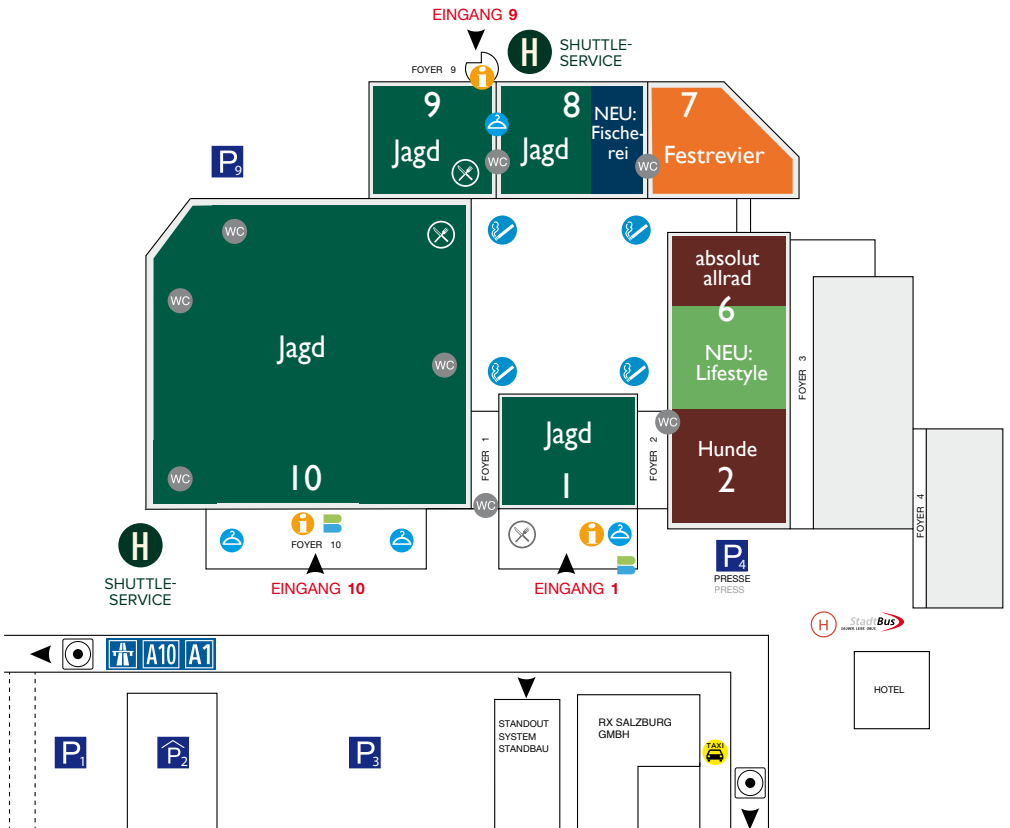 EINGANG 9
H
SHUTTLE-
SERVICE
FOYER 9
i
9
Jagd
8
Jagd
NEU:
Fische-
rei
7
Festrevier
WC
WC
P9
WC
WC
WC
WC
Jagd
10
absolut
allrad
6
NEU:
Lifestyle
Hunde
2
WC
FOYER 3
FOYER 1
Jagd
1
FOYER 2
WC
FOYER 4
H
SHUTTLE-
SERVICE
i
FOYER 10
EINGANG 10
i
EINGANG 1
P4
PRESSE
PRESS
H
StadtBus
HOTEL
A10
A1
P1
P2
P3
STANDOUT
SYSTEM
STANDBAU
RX SALZBURG
GMBH
TAXI